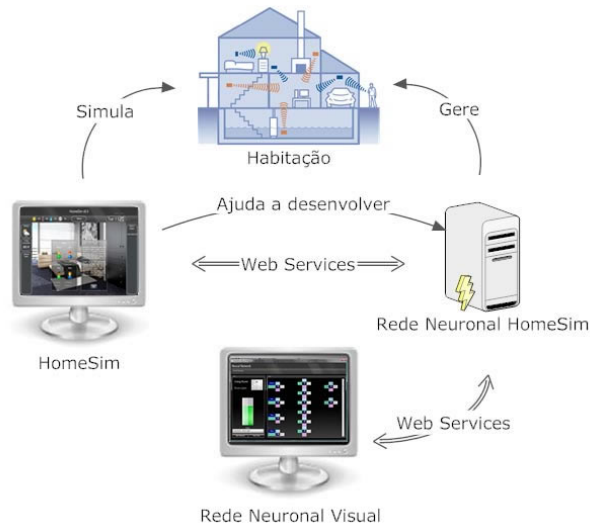 Simula
Gere
Habitação
Ajuda a desenvolver
Web Services
Rede Neuronal HomeSim
HomeSim
Web Services
Rede Neuronal Visual